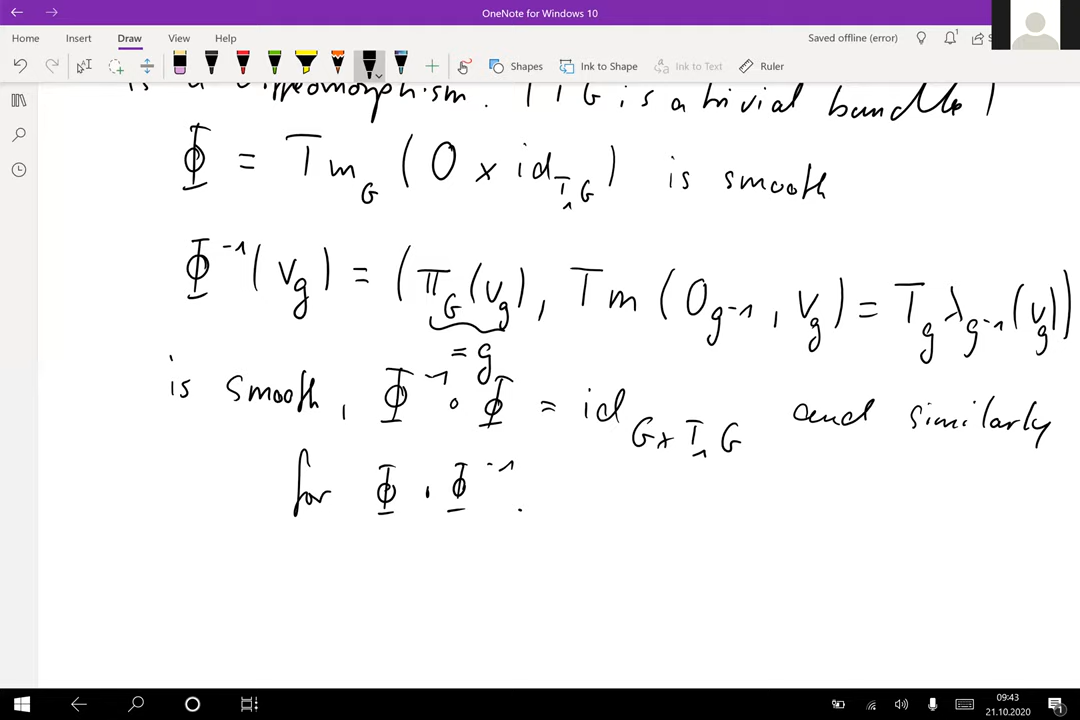 OneNote for Windows 10
Home Insert Draw View Help Saved offline (error)
Shapes Ink to Shape Ink to Text Ruler
is a diffeomorphism. (TG is a trivial bundle)
Φ = Tm_G (0 × id_{T_1 G}) is smooth
Φ^{-1}(v_g) = (π_G(v_g), Tm(0_{g^{-1}}, v_g) = T_g λ_{g^{-1}}(v_g))
= g
is smooth, Φ^{-1} ∘ Φ = id_{G×T_1 G} and similarly
for Φ ∘ Φ^{-1}.
09:43
21.10.2020